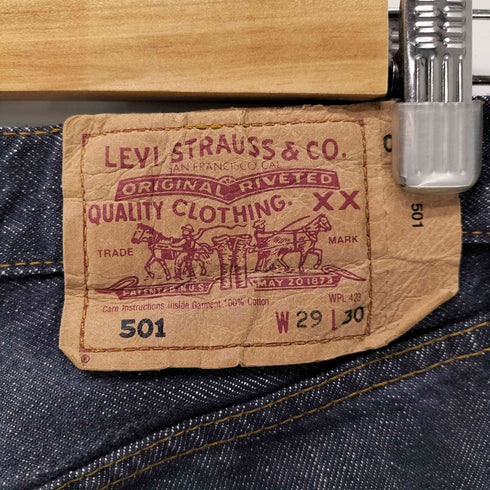 LEVI STRAUSS & CO.
SAN FRANCISCO CAL.
ORIGINAL RIVETED
QUALITY CLOTHING. XX
TRADE MARK
PATENTED IN U.S. MAY 20 1873
Care Instructions Inside Garment 100% Cotton WPL 423
501 W 29 L 30
®
501